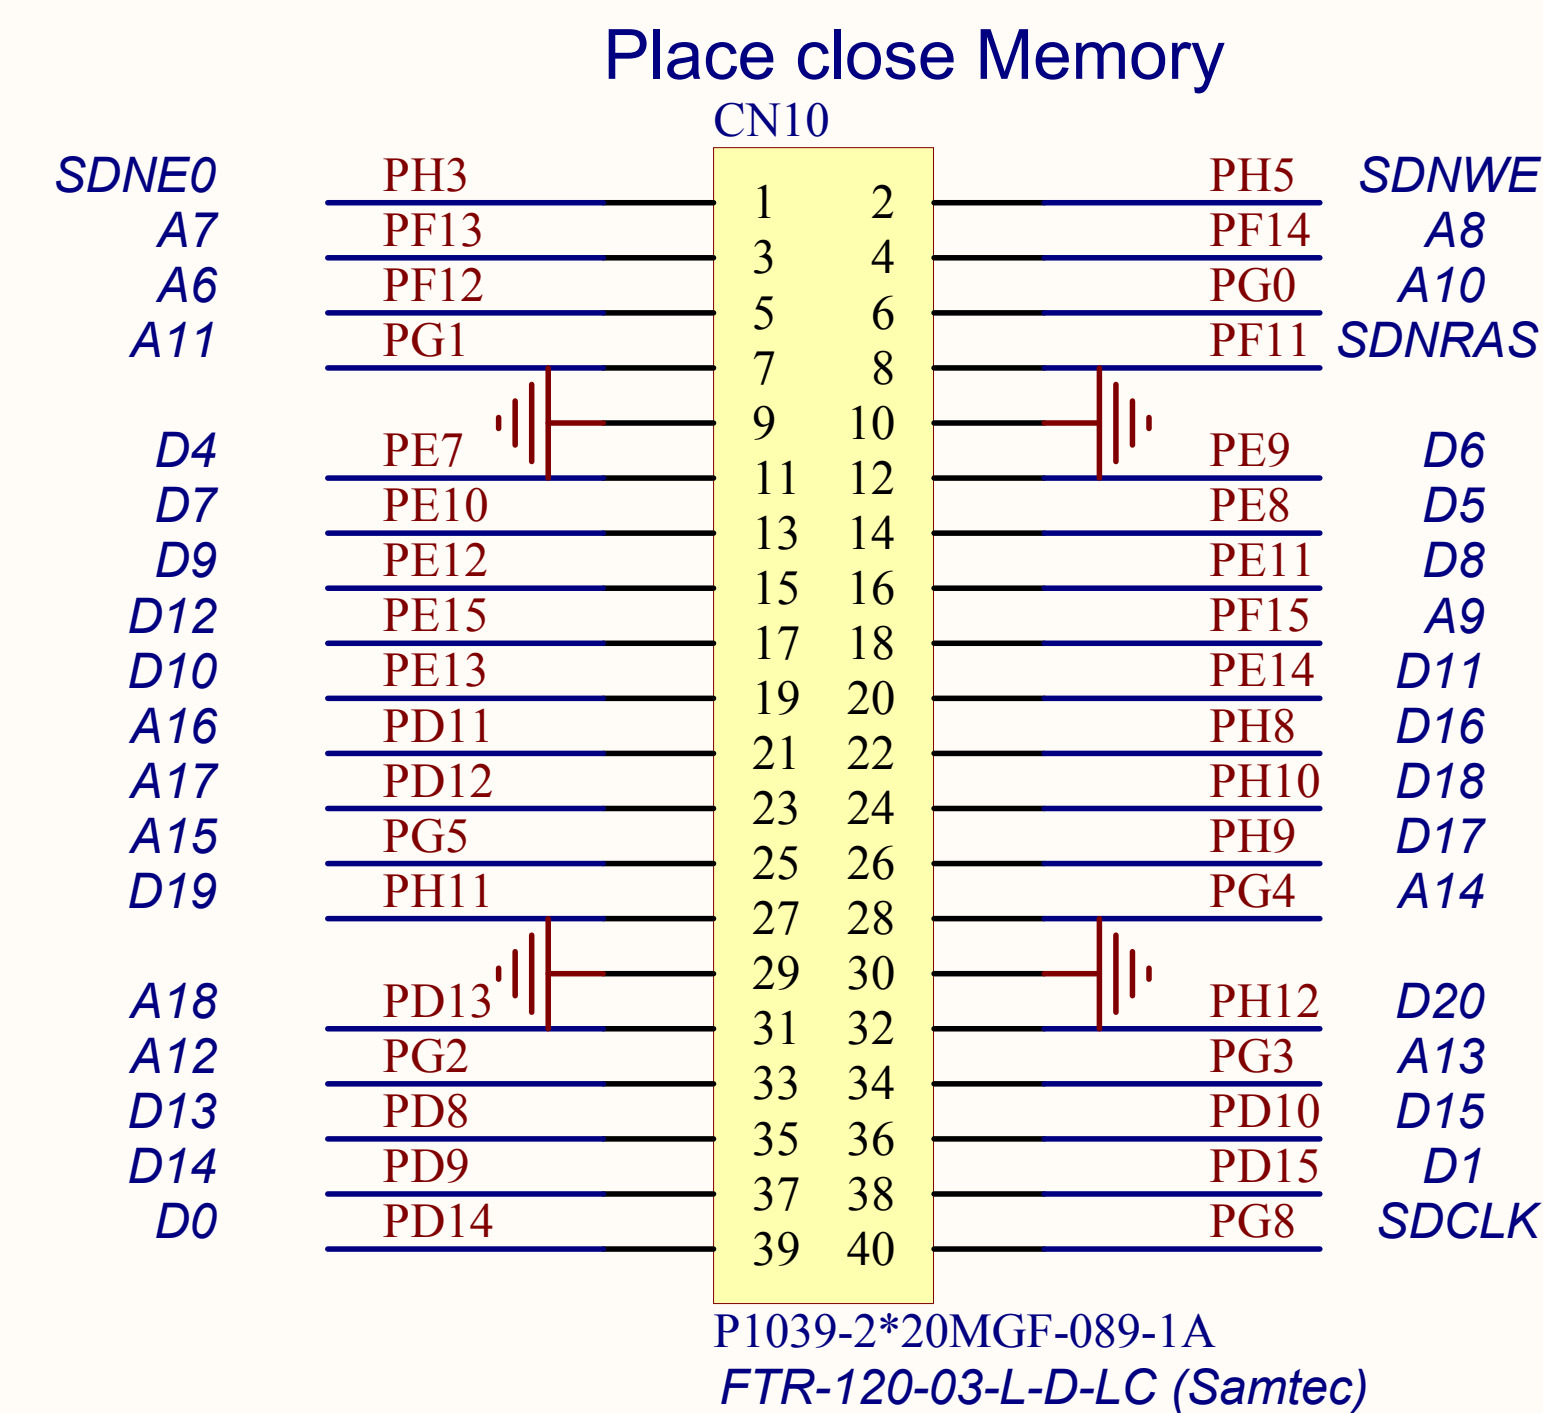 Place close Memory
CN10
SDNE0 PH3 1 2 PH5 SDNWE
A7 PF13 3 4 PF14 A8
A6 PF12 5 6 PG0 A10
A11 PG1 7 8 PF11 SDNRAS
9 10
D4 PE7 11 12 PE9 D6
D7 PE10 13 14 PE8 D5
D9 PE12 15 16 PE11 D8
D12 PE15 17 18 PF15 A9
D10 PE13 19 20 PE14 D11
A16 PD11 21 22 PH8 D16
A17 PD12 23 24 PH10 D18
A15 PG5 25 26 PH9 D17
D19 PH11 27 28 PG4 A14
29 30
A18 PD13 31 32 PH12 D20
A12 PG2 33 34 PG3 A13
D13 PD8 35 36 PD10 D15
D14 PD9 37 38 PD15 D1
D0 PD14 39 40 PG8 SDCLK
P1039-2*20MGF-089-1A
FTR-120-03-L-D-LC (Samtec)